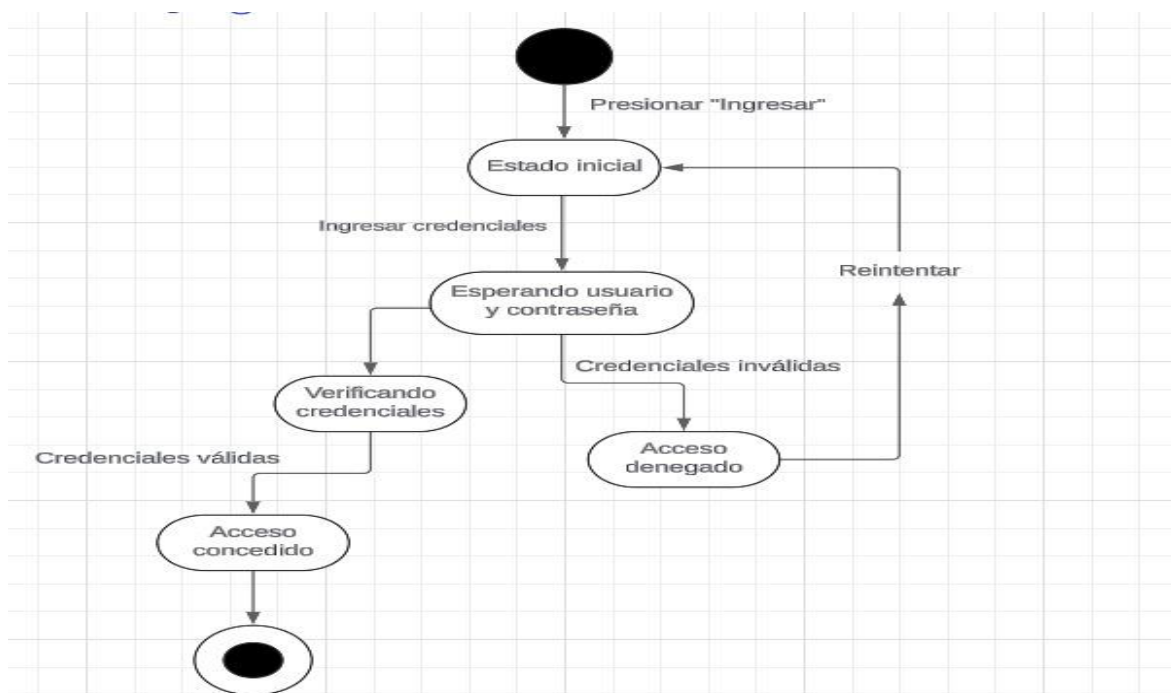 Presionar "Ingresar"
Estado inicial
Ingresar credenciales
Reintentar
Esperando usuario
y contraseña
Credenciales inválidas
Verificando
credenciales
Acceso
denegado
Credenciales válidas
Acceso
concedido